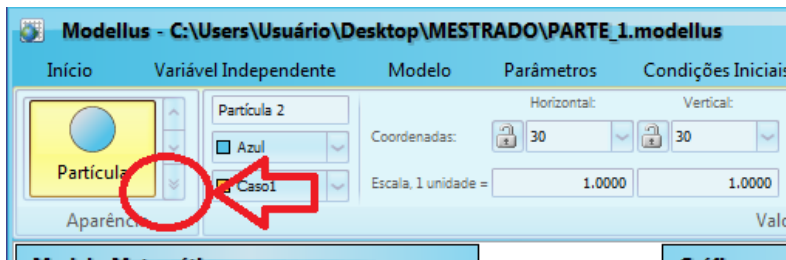 Modellus - C:\Users\Usuário\Desktop\MESTRADO\PARTE_1.modellus
Início Variável Independente Modelo Parâmetros Condições Iniciais
Partícula 2 Horizontal: Vertical:
Azul Coordenadas: 30 30
Partícula
Caso1 Escala, 1 unidade = 1.0000 1.0000